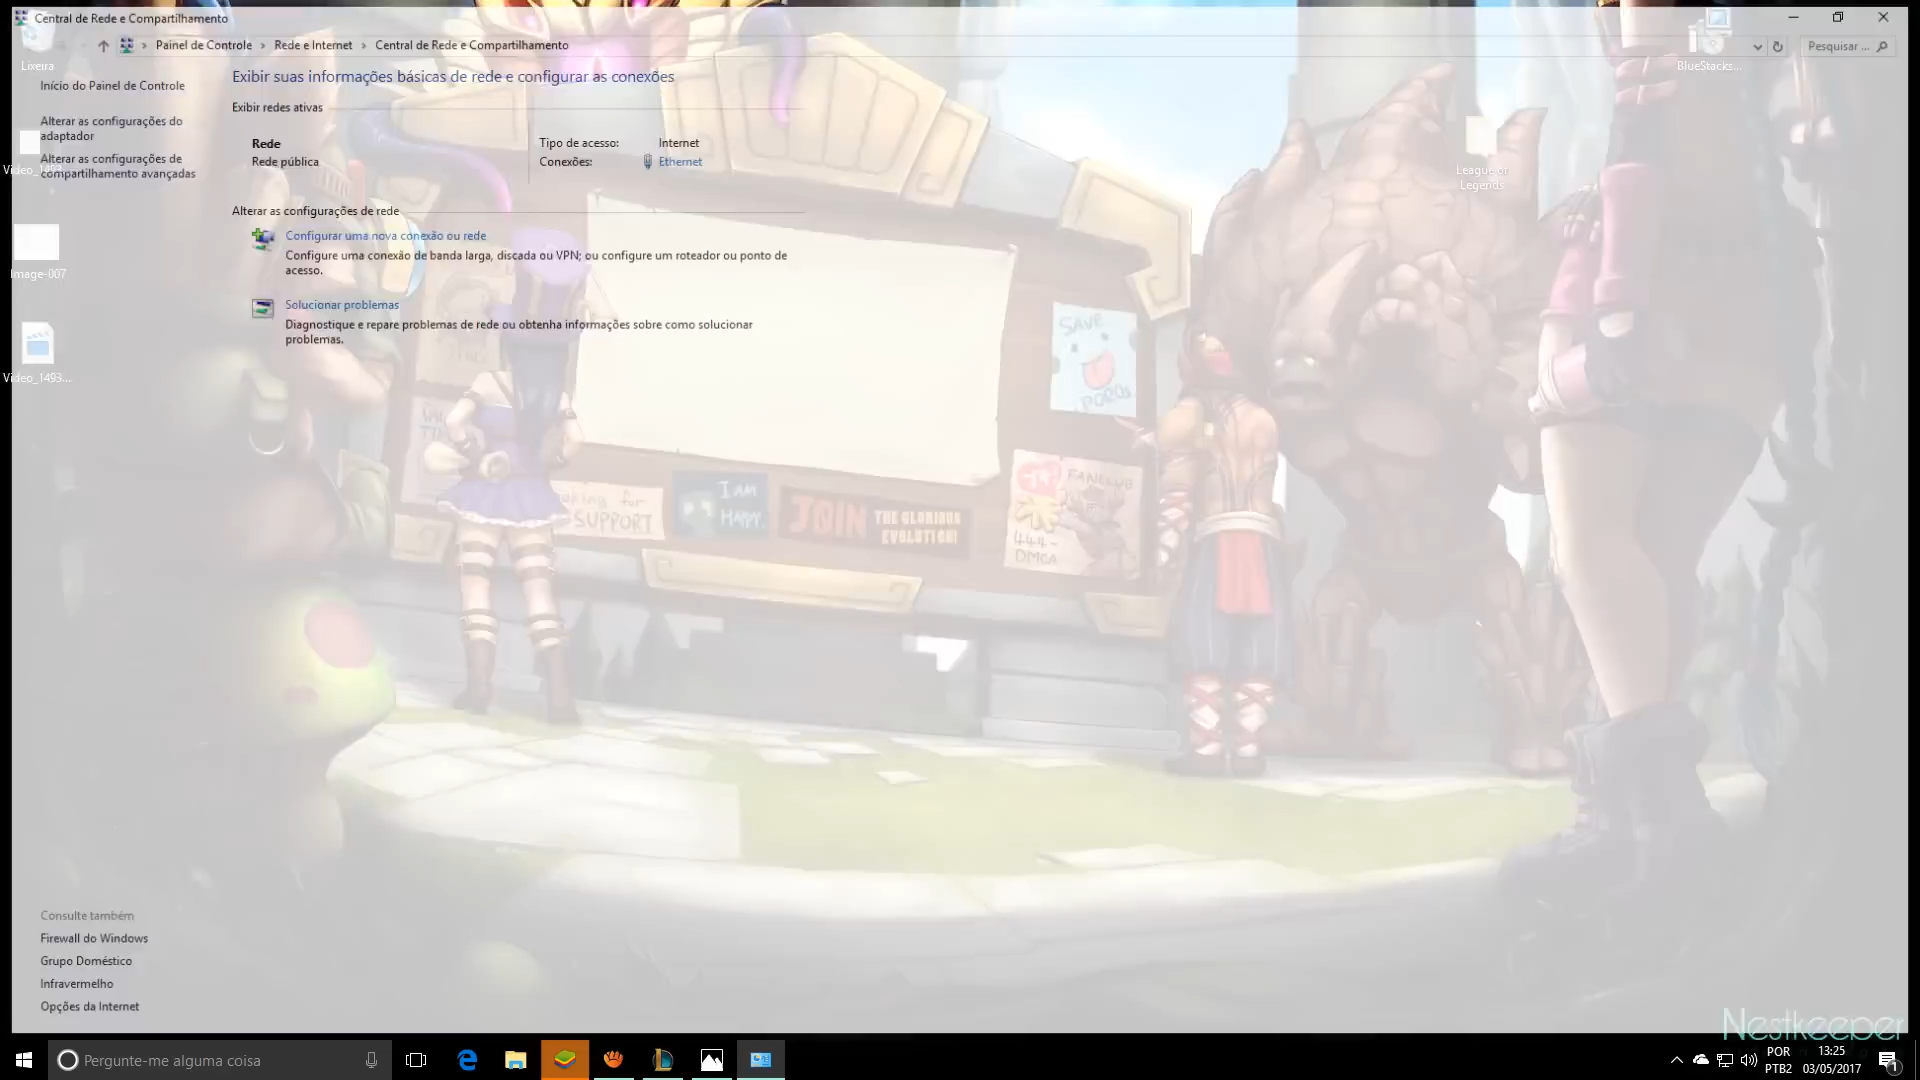 Central de Rede e Compartilhamento
Painel de Controle
Rede e Internet
Central de Rede e Compartilhamento
Pesquisar ...
Lixeira
BlueStacks...
Início do Painel de Controle
Exibir suas informações básicas de rede e configurar as conexões
Exibir redes ativas
Alterar as configurações do
adaptador
Alterar as configurações de
compartilhamento avançadas
Rede
Rede pública
Tipo de acesso:
Internet
Conexões:
Ethernet
League of
Legends
Alterar as configurações de rede
Configurar uma nova conexão ou rede
Configure uma conexão de banda larga, discada ou VPN; ou configure um roteador ou ponto de
acesso.
Image-007
Solucionar problemas
Diagnostique e repare problemas de rede ou obtenha informações sobre como solucionar
problemas.
Video_1493...
SAVE
POROS
for
SUPPORT
I AM
HAPPY.
JOIN
THE GLORIOUS
EVOLUTION!
FANCLUB
444-
DMCA
Consulte também
Firewall do Windows
Grupo Doméstico
Infravermelho
Opções da Internet
Nestkeeper
Pergunte-me alguma coisa
POR
PTB2
13:25
03/05/2017
1